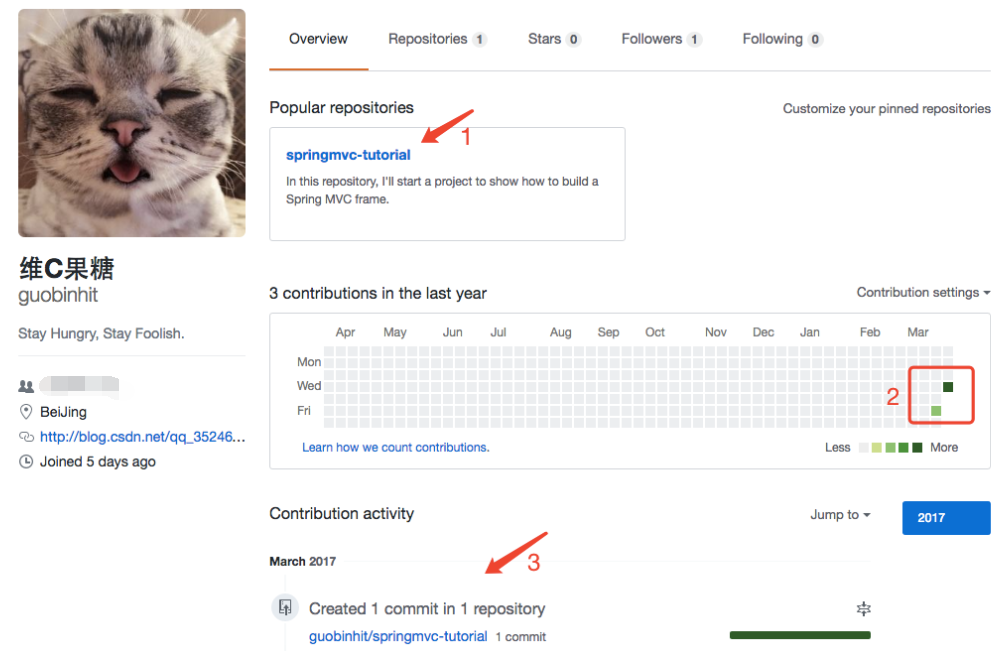 Overview Repositories 1 Stars 0 Followers 1 Following 0
Popular repositories Customize your pinned repositories
1
springmvc-tutorial
In this repository, I'll start a project to show how to build a
Spring MVC frame.
维C果糖
guobinhit
Stay Hungry, Stay Foolish.
BeiJing
http://blog.csdn.net/qq_35246...
Joined 5 days ago
3 contributions in the last year Contribution settings
Apr May Jun Jul Aug Sep Oct Nov Dec Jan Feb Mar
Mon
Wed
2
Fri
Learn how we count contributions. Less More
Contribution activity Jump to 2017
3
March 2017
Created 1 commit in 1 repository
guobinhit/springmvc-tutorial 1 commit